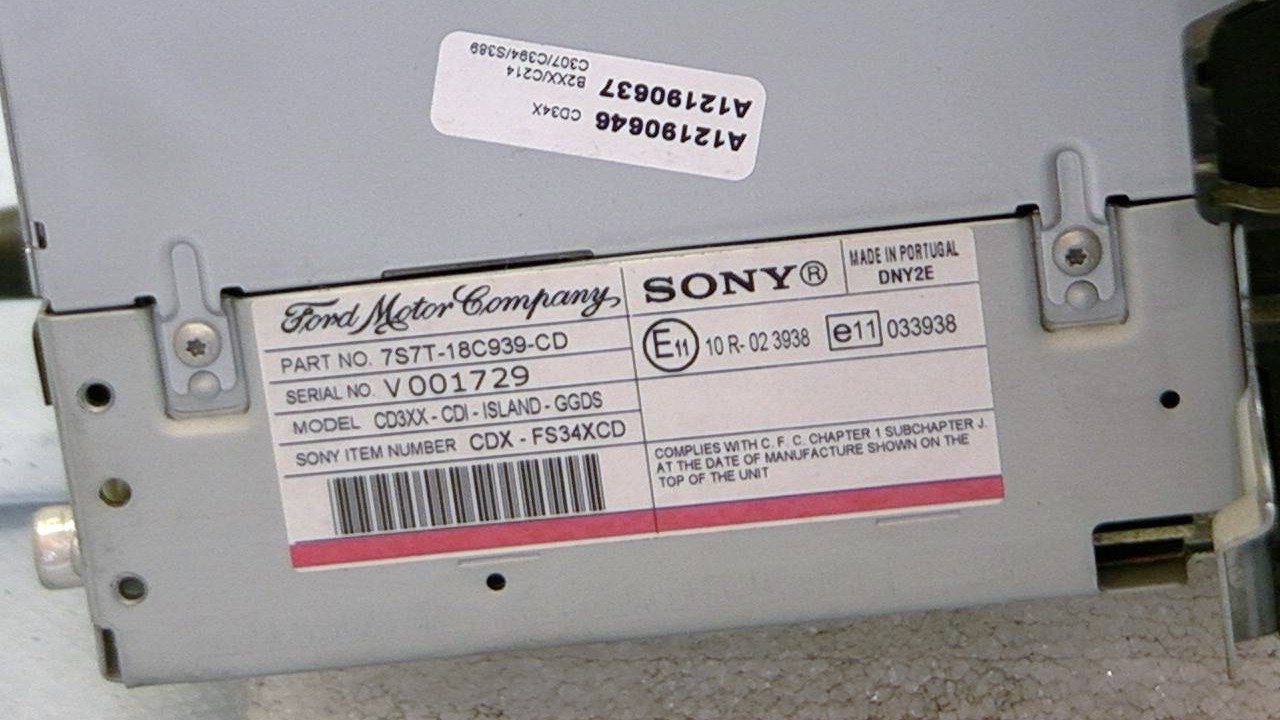 A12190646 CD34X
A12190637 B2XX/C214
C307/C394/S389
Ford Motor Company
PART NO. 7S7T-18C939-CD
SERIAL NO. V001729
MODEL CD3XX - CDI - ISLAND - GGDS
SONY ITEM NUMBER CDX - FS34XCD
SONY®
MADE IN PORTUGAL
DNY2E
E11 10 R- 02 3938 e11 033938
COMPLIES WITH C. F. C. CHAPTER 1 SUBCHAPTER J.
AT THE DATE OF MANUFACTURE SHOWN ON THE
TOP OF THE UNIT